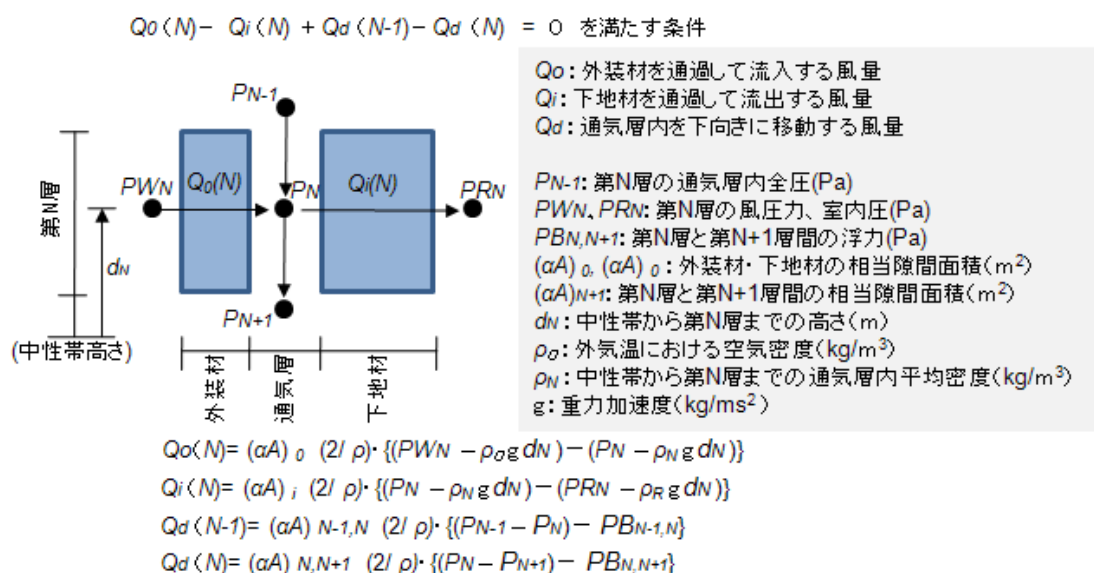 Q0(N)− Qi(N) + Qd(N-1)− Qd (N) = 0 を満たす条件
Qo：外装材を通過して流入する風量
Qi：下地材を通過して流出する風量
Qd：通気層内を下向きに移動する風量
PN-1：第N層の通気層内全圧(Pa)
PWN、PRN：第N層の風圧力、室内圧(Pa)
PBN,N+1：第N層と第N+1層間の浮力(Pa)
(αA) 0, (αA) 0：外装材・下地材の相当隙間面積(m²)
(αA)N+1：第N層と第N+1層間の相当隙間面積(m²)
dN：中性帯から第N層までの高さ(m)
ρo：外気温における空気密度(kg/m³)
ρN：中性帯から第N層までの通気層内平均密度(kg/m³)
g：重力加速度(kg/ms²)
PN-1
第N層
PWN
Q0(N)
PN
Qi(N)
PRN
dN
PN+1
(中性帯高さ)
外装材
通気層
下地材
Qo(N)= (αA) 0 (2/ ρ)・{(PWN − ρo g dN)−(PN − ρN g dN)}
Qi(N)= (αA) i (2/ ρ)・{(PN − ρN g dN)−(PRN − ρR g dN)}
Qd(N-1)= (αA) N-1,N (2/ ρ)・{(PN-1 − PN)− PBN-1,N}
Qd(N)= (αA) N,N+1 (2/ ρ)・{(PN − PN+1)− PBN,N+1}